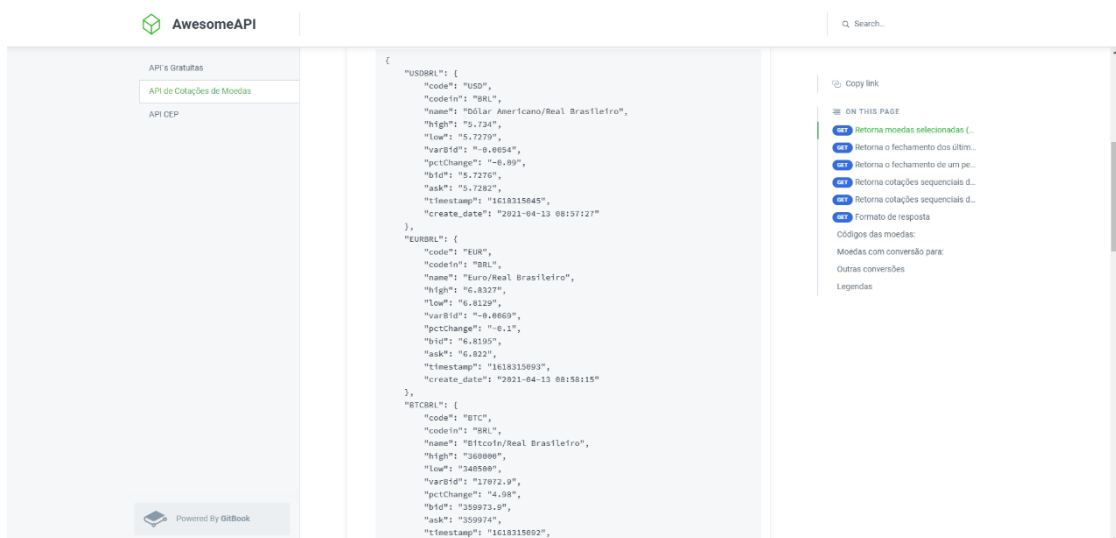 AwesomeAPI
Search...
API's Gratuitas
API de Cotações de Moedas
API CEP
Powered By GitBook
{
"USDBRL": {
"code": "USD",
"codein": "BRL",
"name": "Dólar Americano/Real Brasileiro",
"high": "5.734",
"low": "5.7279",
"varBid": "-0.0054",
"pctChange": "-0.09",
"bid": "5.7276",
"ask": "5.7282",
"timestamp": "1618315045",
"create_date": "2021-04-13 08:57:27"
},
"EURBRL": {
"code": "EUR",
"codein": "BRL",
"name": "Euro/Real Brasileiro",
"high": "6.8327",
"low": "6.8129",
"varBid": "-0.0069",
"pctChange": "-0.1",
"bid": "6.8195",
"ask": "6.822",
"timestamp": "1618315093",
"create_date": "2021-04-13 08:58:15"
},
"BTCBRL": {
"code": "BTC",
"codein": "BRL",
"name": "Bitcoin/Real Brasileiro",
"high": "360000",
"low": "340500",
"varBid": "17072.9",
"pctChange": "4.98",
"bid": "359973.9",
"ask": "359974",
"timestamp": "1618315092",
Copy link
ON THIS PAGE
GET Retorna moedas selecionadas (...
GET Retorna o fechamento dos últim...
GET Retorna o fechamento de um pe...
GET Retorna cotações sequenciais d...
GET Retorna cotações sequenciais d...
GET Formato de resposta
Códigos das moedas:
Moedas com conversão para:
Outras conversões
Legendas